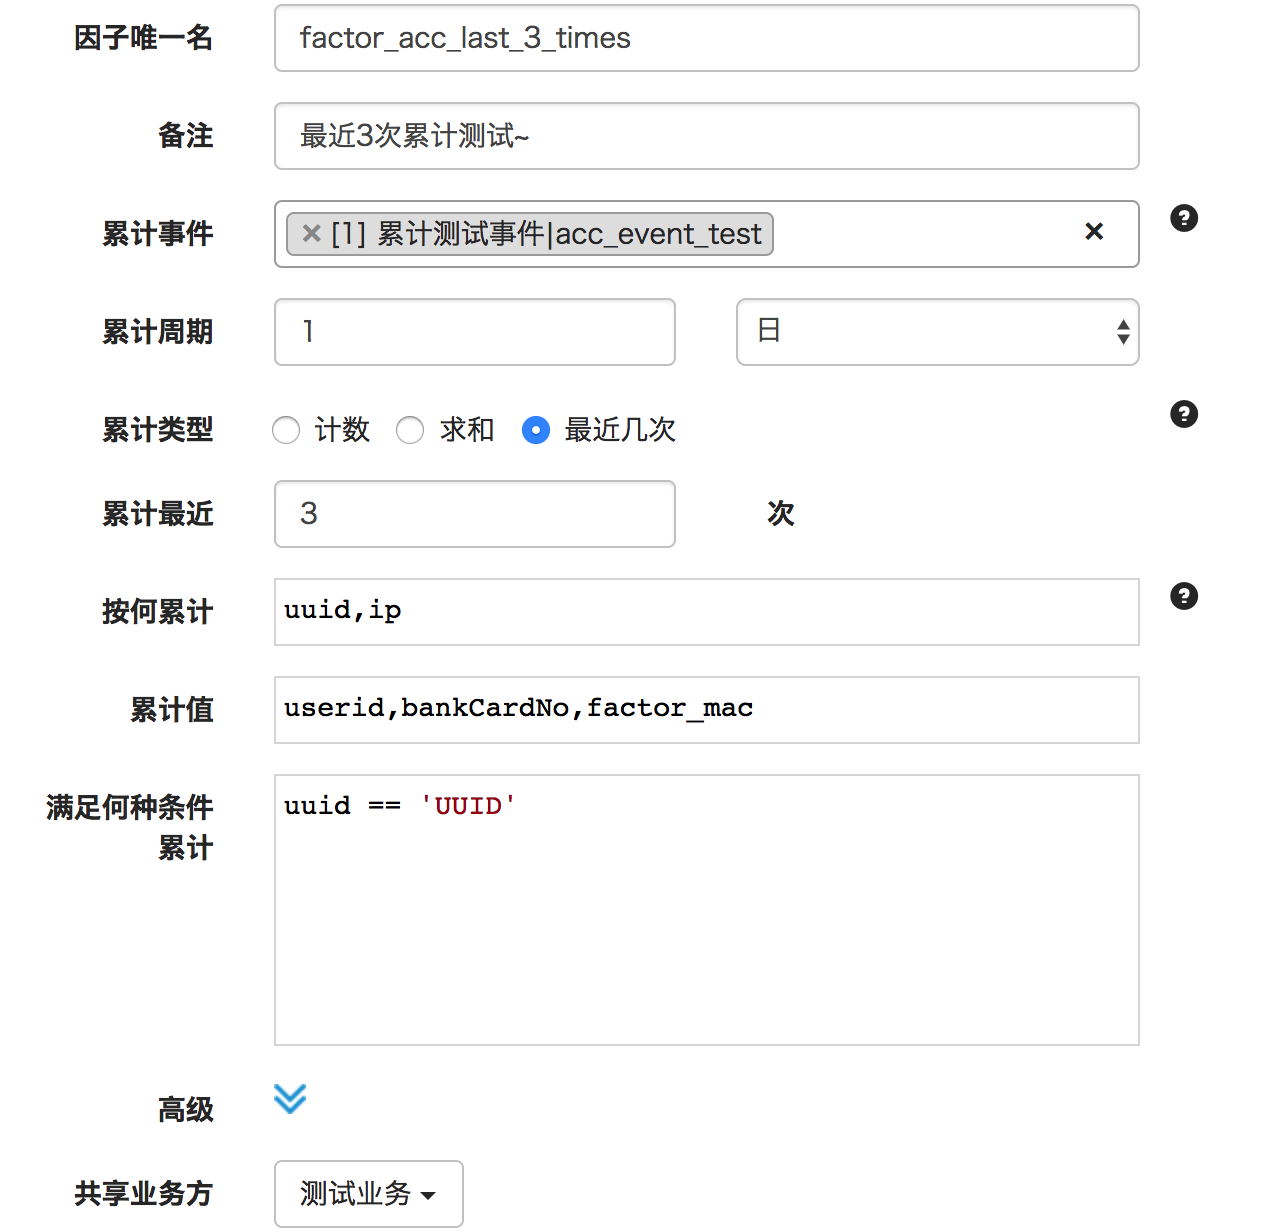 因子唯一名 factor_acc_last_3_times
备注 最近3次累计测试~
累计事件 × [1] 累计测试事件|acc_event_test ×
累计周期 1 日
累计类型 计数 求和 最近几次
累计最近 3 次
按何累计 uuid,ip
累计值 userid,bankCardNo,factor_mac
满足何种条件 uuid == 'UUID'
累计
高级
共享业务方 测试业务